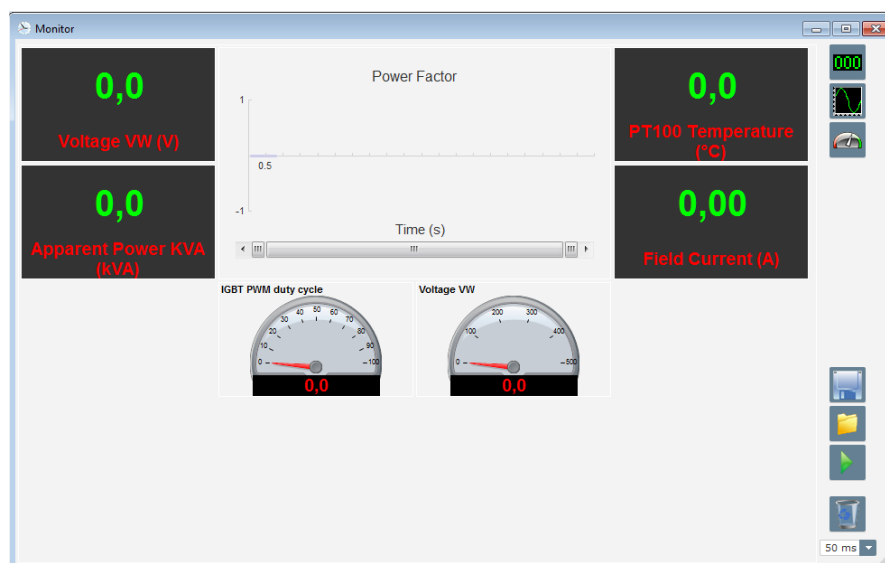 Monitor
0,0
Voltage VW (V)
0,0
Apparent Power KVA
(kVA)
Power Factor
1
0.5
-1
Time (s)
0,0
PT100 Temperature
(°C)
0,00
Field Current (A)
000
IGBT PWM duty cycle
0 10 20 30 40 50 60 70 80 90 100
0,0
Voltage VW
0 100 200 300 400 500
0,0
50 ms